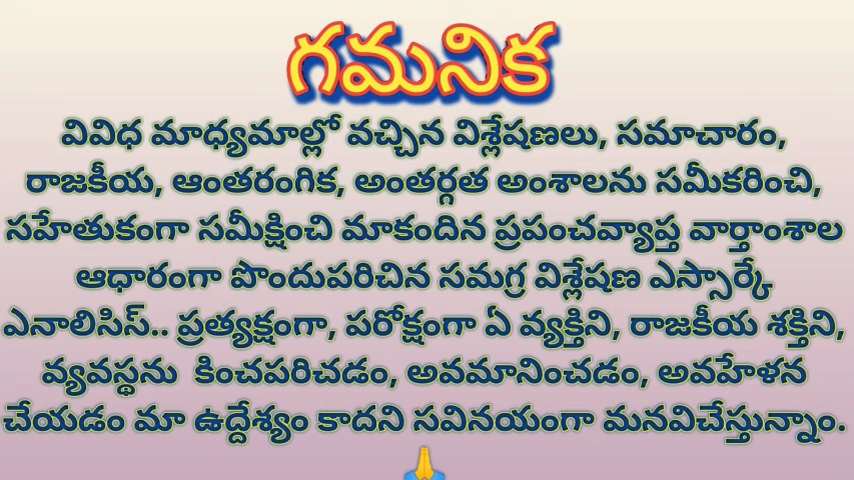 గమనిక
వివిధ మాధ్యమాల్లో వచ్చిన విశ్లేషణలు, సమాచారం,
రాజకీయ, ఆంతరంగిక, అంతర్గత అంశాలను సమీకరించి,
సహేతుకంగా సమీక్షించి మాకందిన ప్రపంచవ్యాప్త వార్తాంశాల
ఆధారంగా పొందుపరిచిన సమగ్ర విశ్లేషణ ఎస్సార్కే
ఎనాలిసిస్.. ప్రత్యక్షంగా, పరోక్షంగా ఏ వ్యక్తిని, రాజకీయ శక్తిని,
వ్యవస్థను కించపరిచడం, అవమానించడం, అవహేళన
చేయడం మా ఉద్దేశ్యం కాదని సవినయంగా మనవిచేస్తున్నాం.